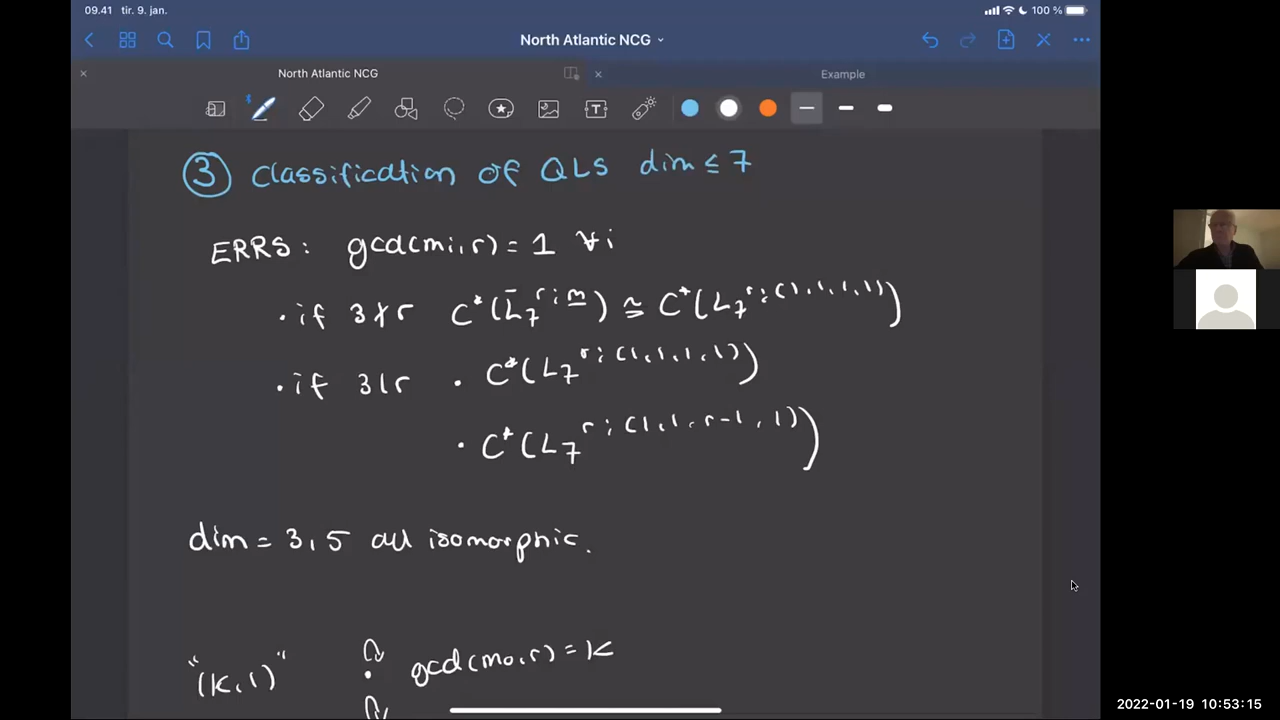 09.41 tir. 9. jan.
100 %
North Atlantic NCG
North Atlantic NCG
Example
③ Classification of QLS dim ≤ 7
ERRS: gcd(mi,r) = 1 ∀i
· if 3∤r C*(L₇^{r;m}) ≅ C*(L₇^{r;(1,1,1,1)})
· if 3|r · C*(L₇^{r;(1,1,1,1)})
· C*(L₇^{r;(1,1,r-1,1)})
dim = 3,5 all isomorphic.
"(k,1)" gcd(m₀,r) = k
2022-01-19 10:53:15